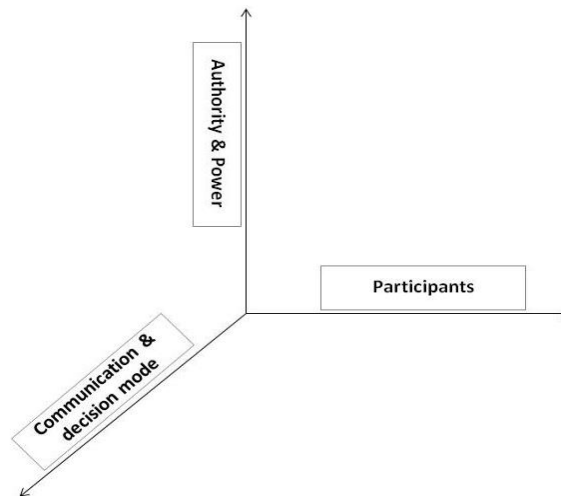 Authority & Power
Participants
Communication &
decision mode